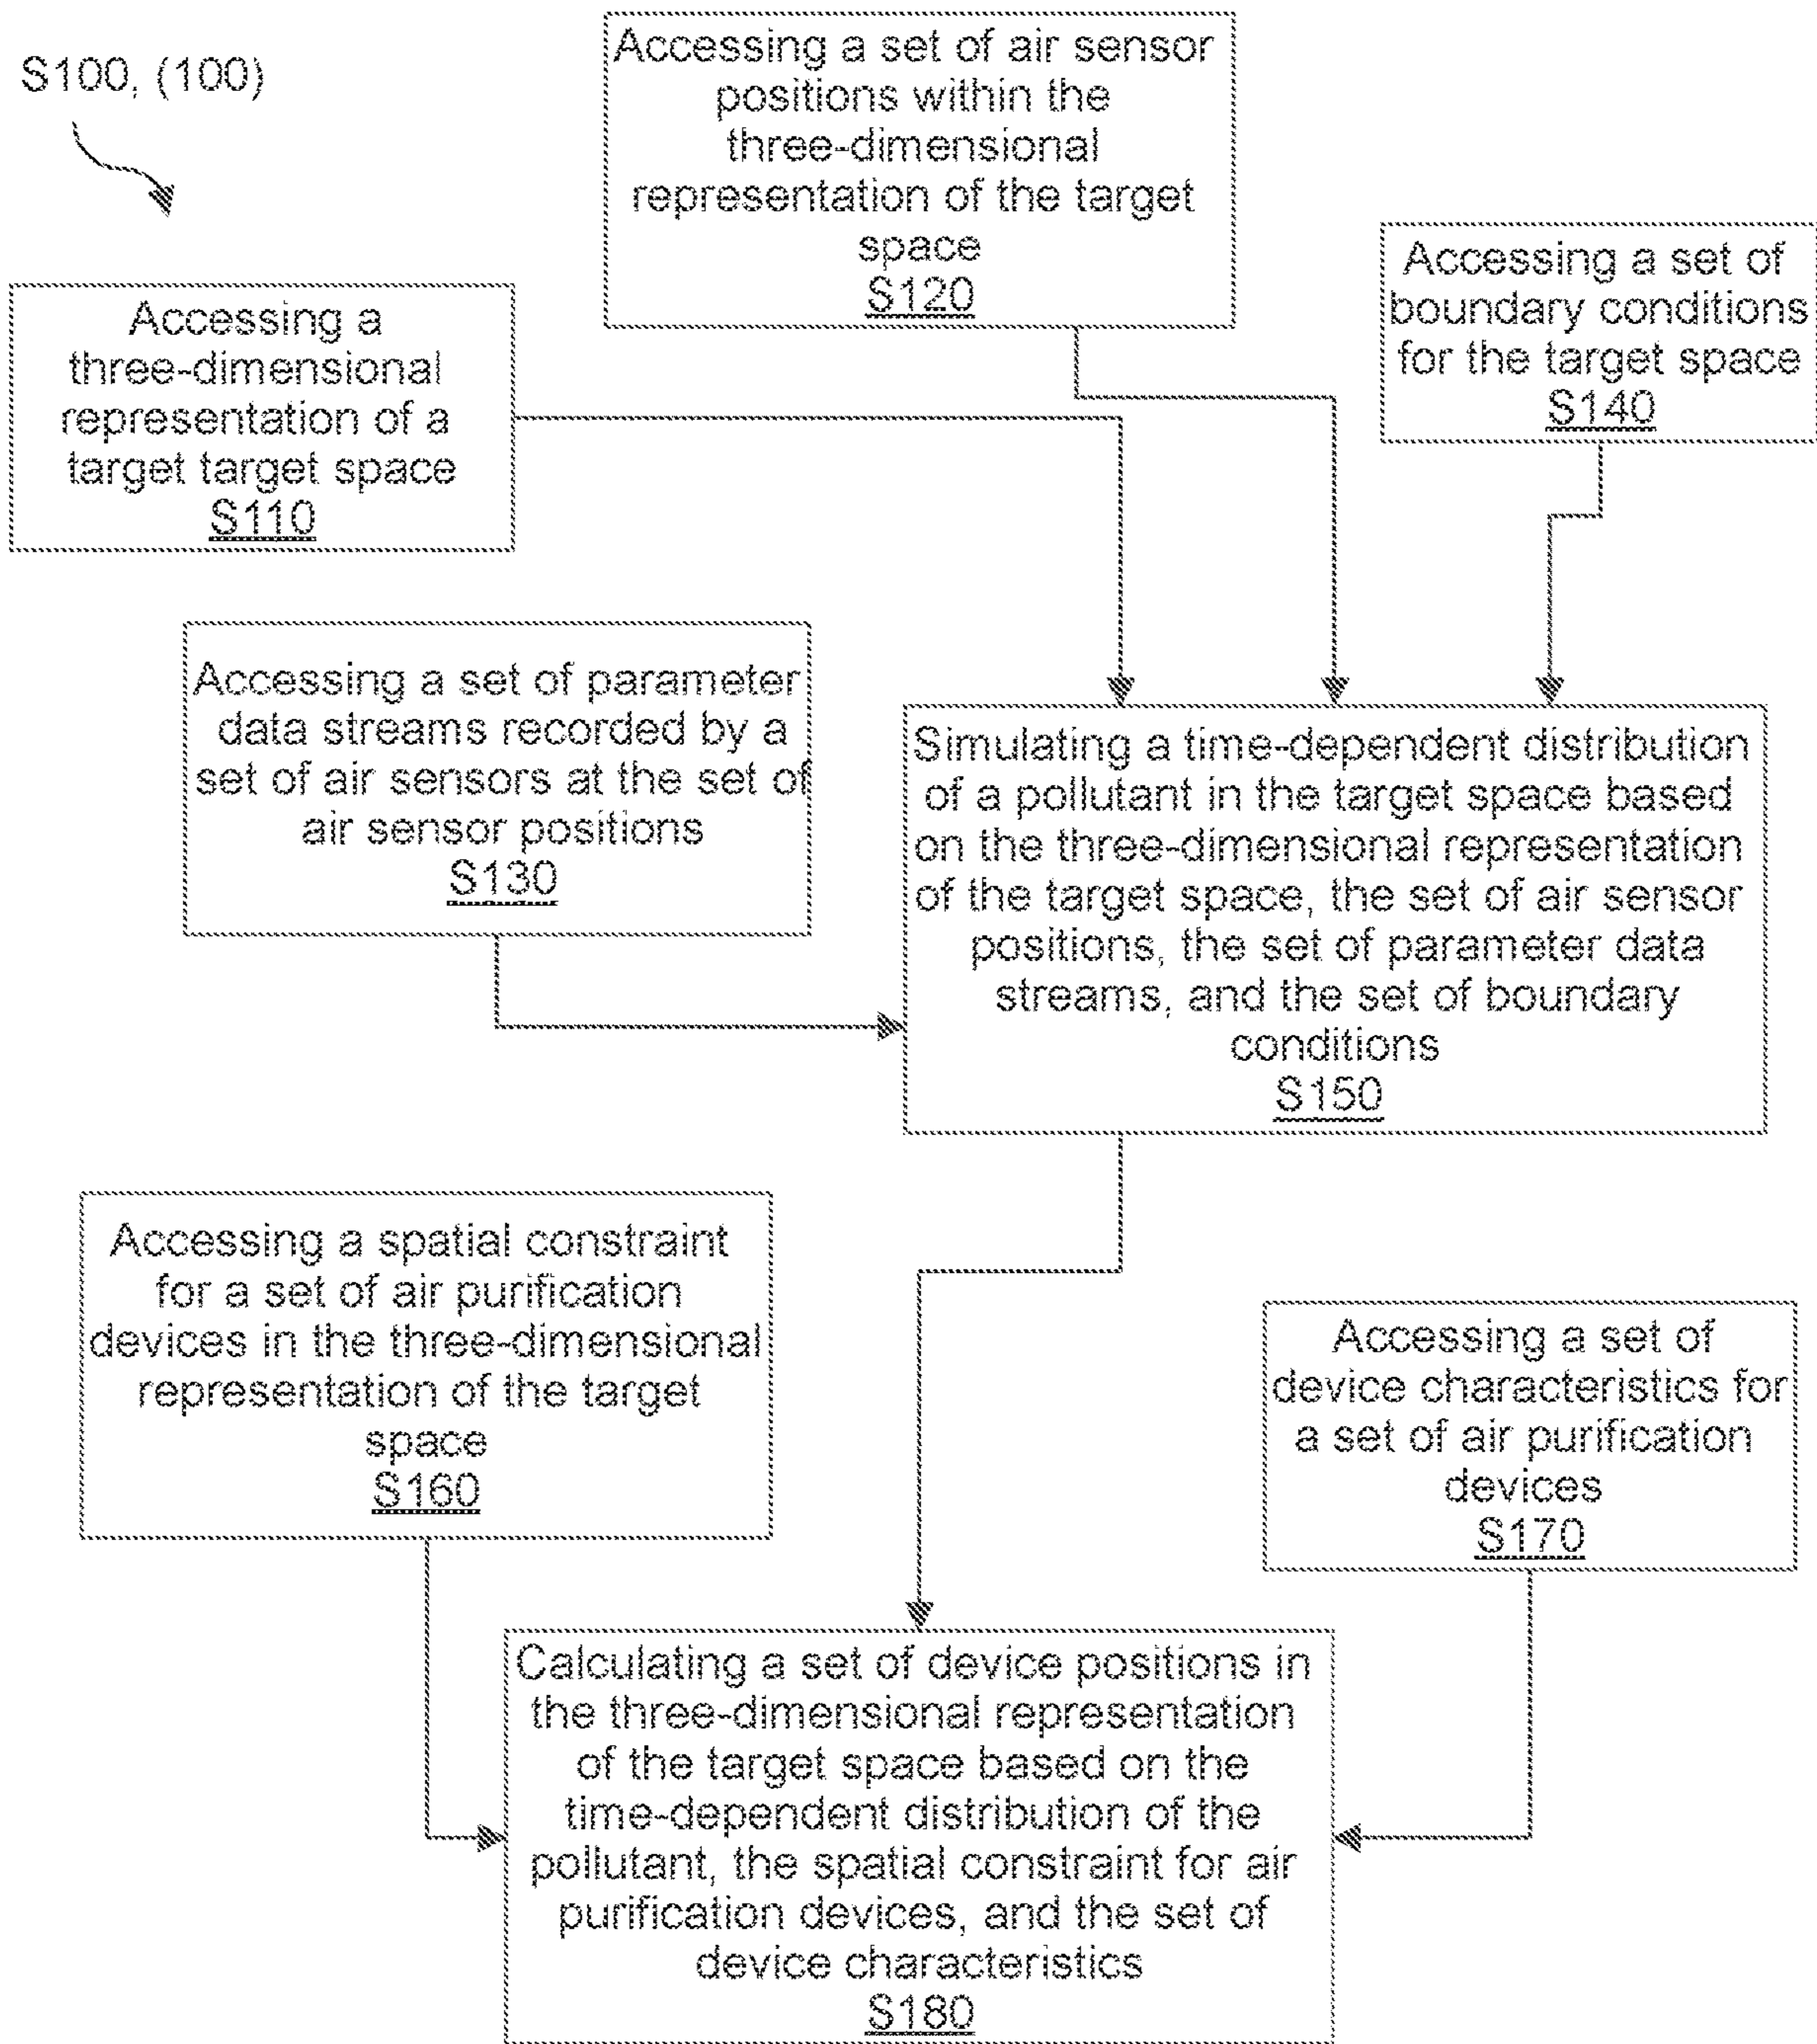 S100, (100)
Accessing a set of air sensor
positions within the
three-dimensional
representation of the target
space
S120
Accessing a set of
boundary conditions
for the target space
S140
Accessing a
three-dimensional
representation of a
target target space
S110
Accessing a set of parameter
data streams recorded by a
set of air sensors at the set of
air sensor positions
S130
Simulating a time-dependent distribution
of a pollutant in the target space based
on the three-dimensional representation
of the target space, the set of air sensor
positions, the set of parameter data
streams, and the set of boundary
conditions
S150
Accessing a spatial constraint
for a set of air purification
devices in the three-dimensional
representation of the target
space
S160
Accessing a set of
device characteristics for
a set of air purification
devices
S170
Calculating a set of device positions in
the three-dimensional representation
of the target space based on the
time-dependent distribution of the
pollutant, the spatial constraint for air
purification devices, and the set of
device characteristics
S180